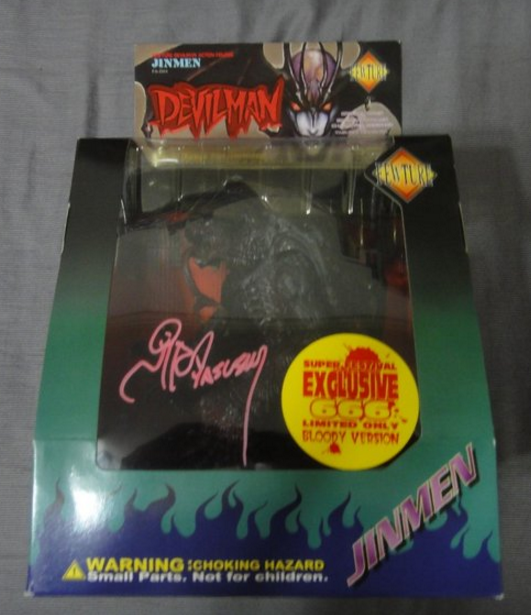 JINMEN
DEVILMAN
FEWTURE
FEWTURE
SUPER FESTIVAL
EXCLUSIVE
666
LIMITED ONLY
BLOODY VERSION
JINMEN
WARNING :CHOKING HAZARD
Small Parts. Not for children.